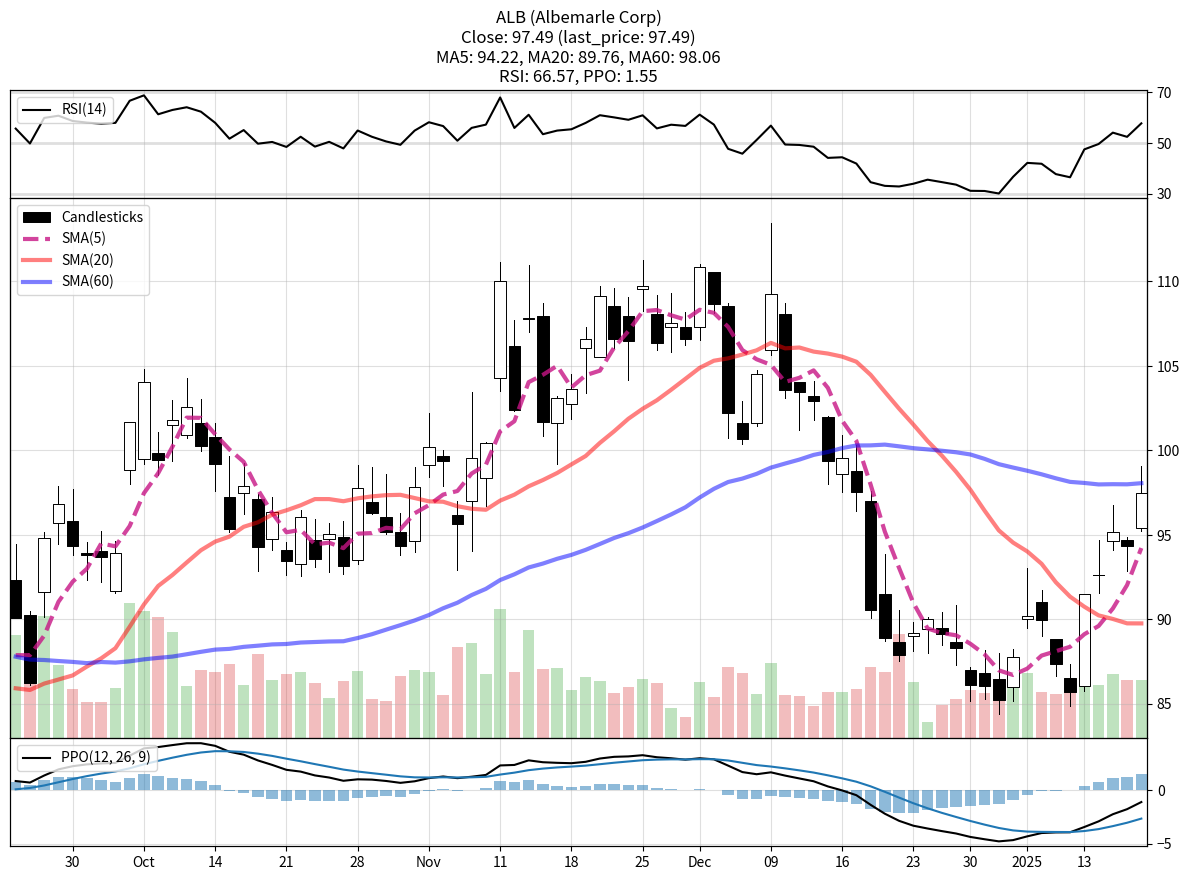 ALB (Albemarle Corp)
Close: 97.49 (last_price: 97.49)
MA5: 94.22, MA20: 89.76, MA60: 98.06
RSI: 66.57, PPO: 1.55
RSI(14)
70
50
30
Candlesticks
SMA(5)
SMA(20)
SMA(60)
110
105
100
95
90
85
PPO(12, 26, 9)
0
−5
30 Oct 14 21 28 Nov 11 18 25 Dec 09 16 23 30 2025 13